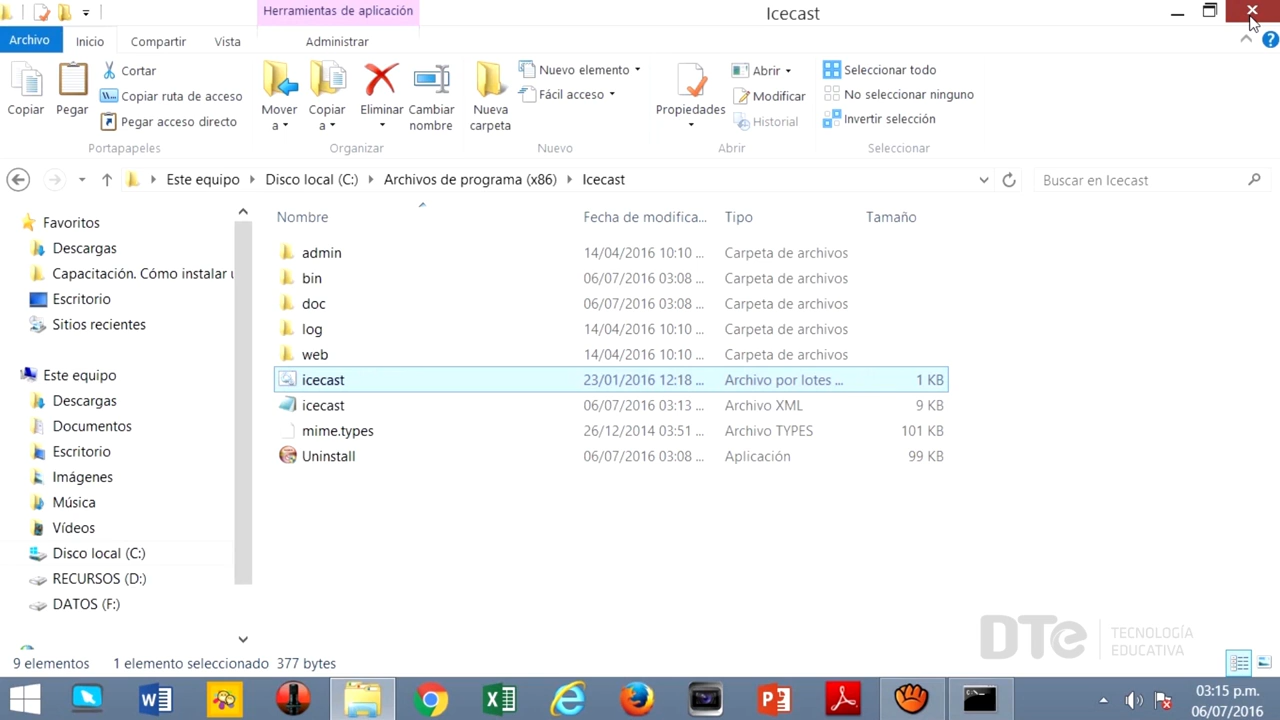 Herramientas de aplicación
Icecast
Archivo
Inicio
Compartir
Vista
Administrar
Copiar
Pegar
Cortar
Copiar ruta de acceso
Pegar acceso directo
Portapapeles
Mover a
Copiar a
Eliminar
Cambiar nombre
Organizar
Nueva carpeta
Nuevo elemento
Fácil acceso
Nuevo
Propiedades
Abrir
Modificar
Historial
Abrir
Seleccionar todo
No seleccionar ninguno
Invertir selección
Seleccionar
Este equipo
Disco local (C:)
Archivos de programa (x86)
Icecast
Buscar en Icecast
Favoritos
Descargas
Capacitación. Cómo instalar
Escritorio
Sitios recientes
Este equipo
Descargas
Documentos
Escritorio
Imágenes
Música
Vídeos
Disco local (C:)
RECURSOS (D:)
DATOS (F:)
Nombre Fecha de modifica... Tipo Tamaño
admin 14/04/2016 10:10 ... Carpeta de archivos
bin 06/07/2016 03:08 ... Carpeta de archivos
doc 06/07/2016 03:08 ... Carpeta de archivos
log 14/04/2016 10:10 ... Carpeta de archivos
web 14/04/2016 10:10 ... Carpeta de archivos
icecast 23/01/2016 12:18 ... Archivo por lotes ... 1 KB
icecast 06/07/2016 03:13 ... Archivo XML 9 KB
mime.types 26/12/2014 03:51 ... Archivo TYPES 101 KB
Uninstall 06/07/2016 03:08 ... Aplicación 99 KB
DTe
TECNOLOGÍA
EDUCATIVA
9 elementos 1 elemento seleccionado 377 bytes
03:15 p.m.
06/07/2016